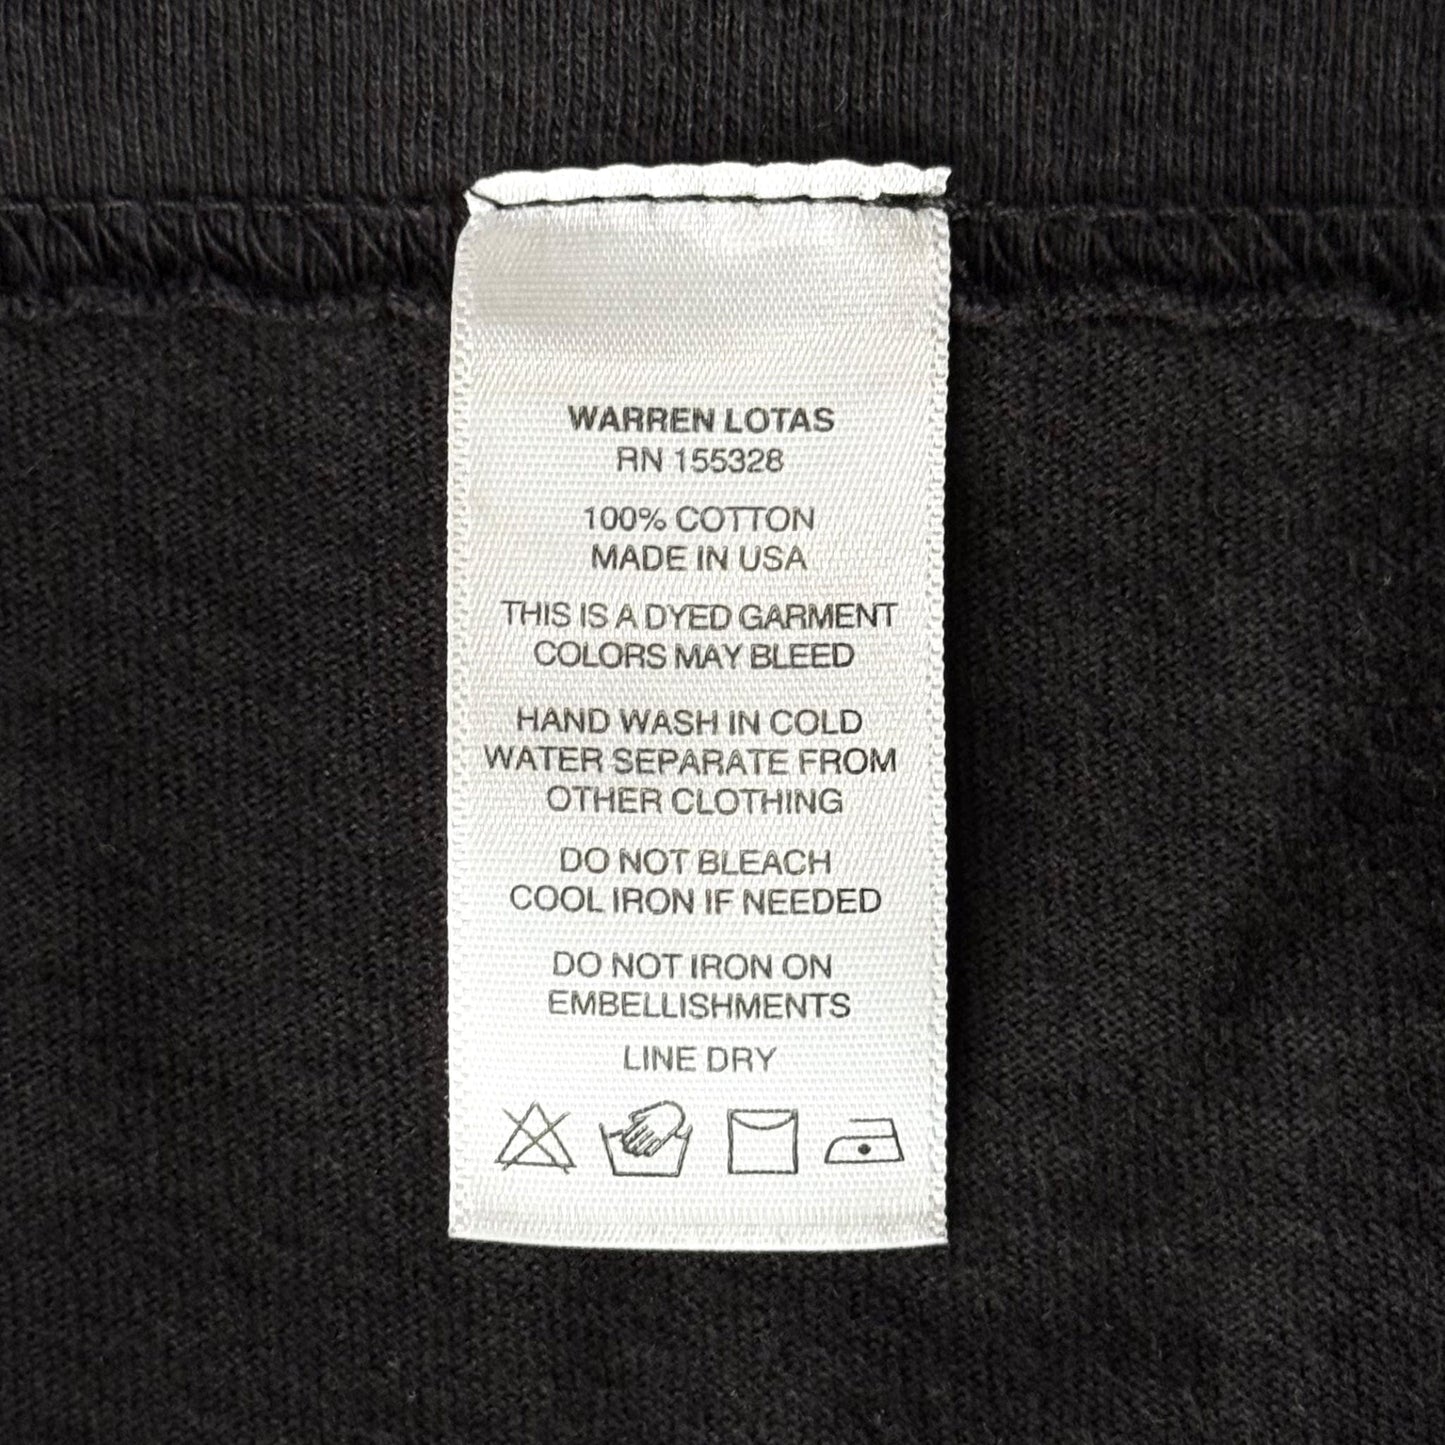 WARREN LOTAS
RN 155328
100% COTTON
MADE IN USA
THIS IS A DYED GARMENT
COLORS MAY BLEED
HAND WASH IN COLD
WATER SEPARATE FROM
OTHER CLOTHING
DO NOT BLEACH
COOL IRON IF NEEDED
DO NOT IRON ON
EMBELLISHMENTS
LINE DRY